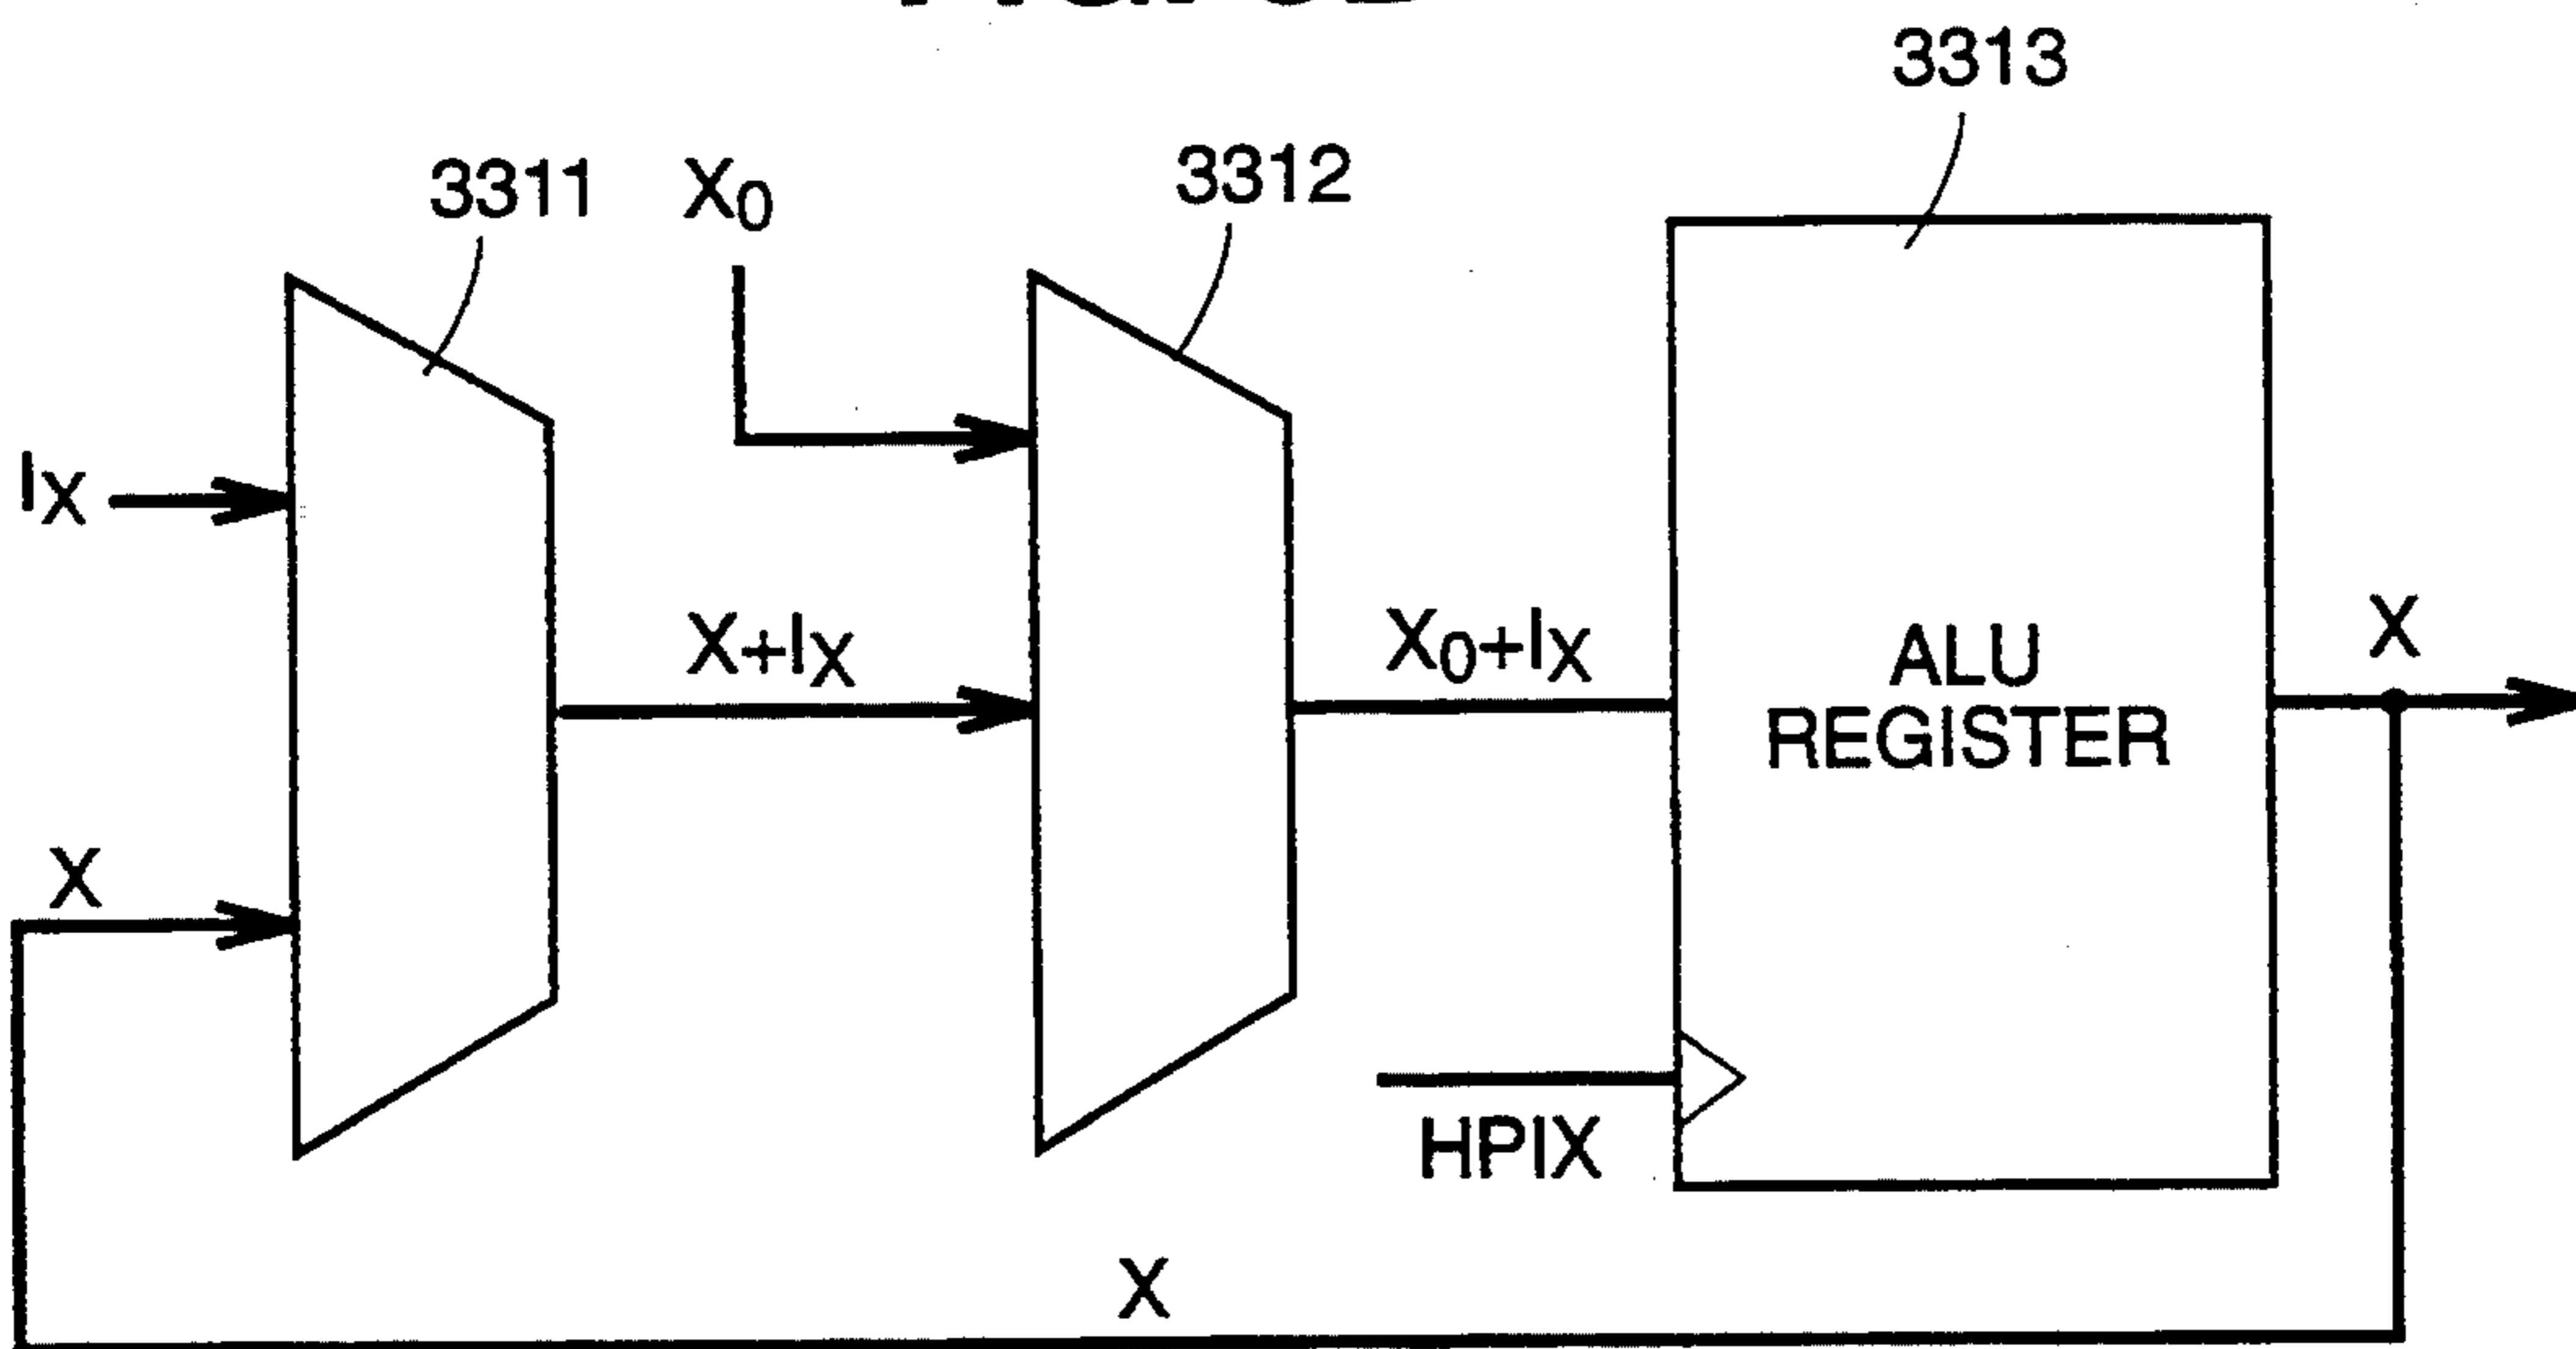 3313
3311
X0
3312
IX
X+IX
X0+IX
ALU
REGISTER
X
X
HPIX
X